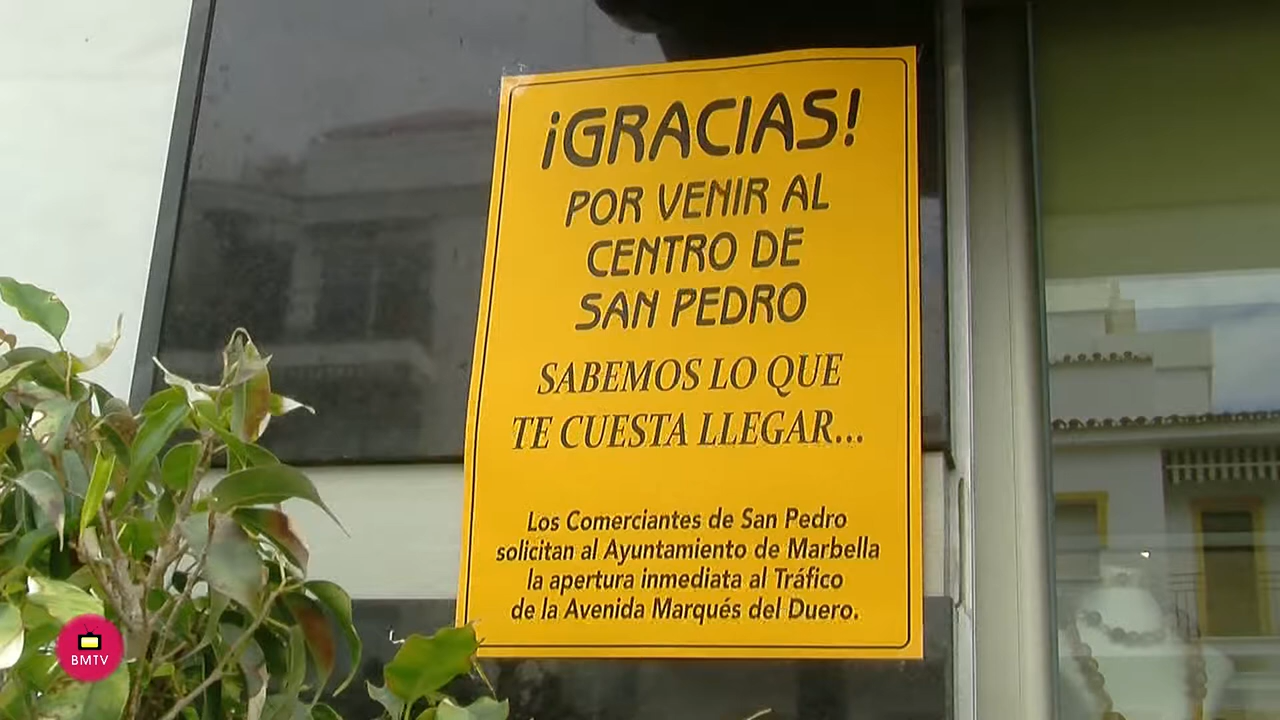 ¡GRACIAS!
POR VENIR AL
CENTRO DE
SAN PEDRO
SABEMOS LO QUE
TE CUESTA LLEGAR...
Los Comerciantes de San Pedro
solicitan al Ayuntamiento de Marbella
la apertura inmediata al Tráfico
de la Avenida Marqués del Duero.
BMTV